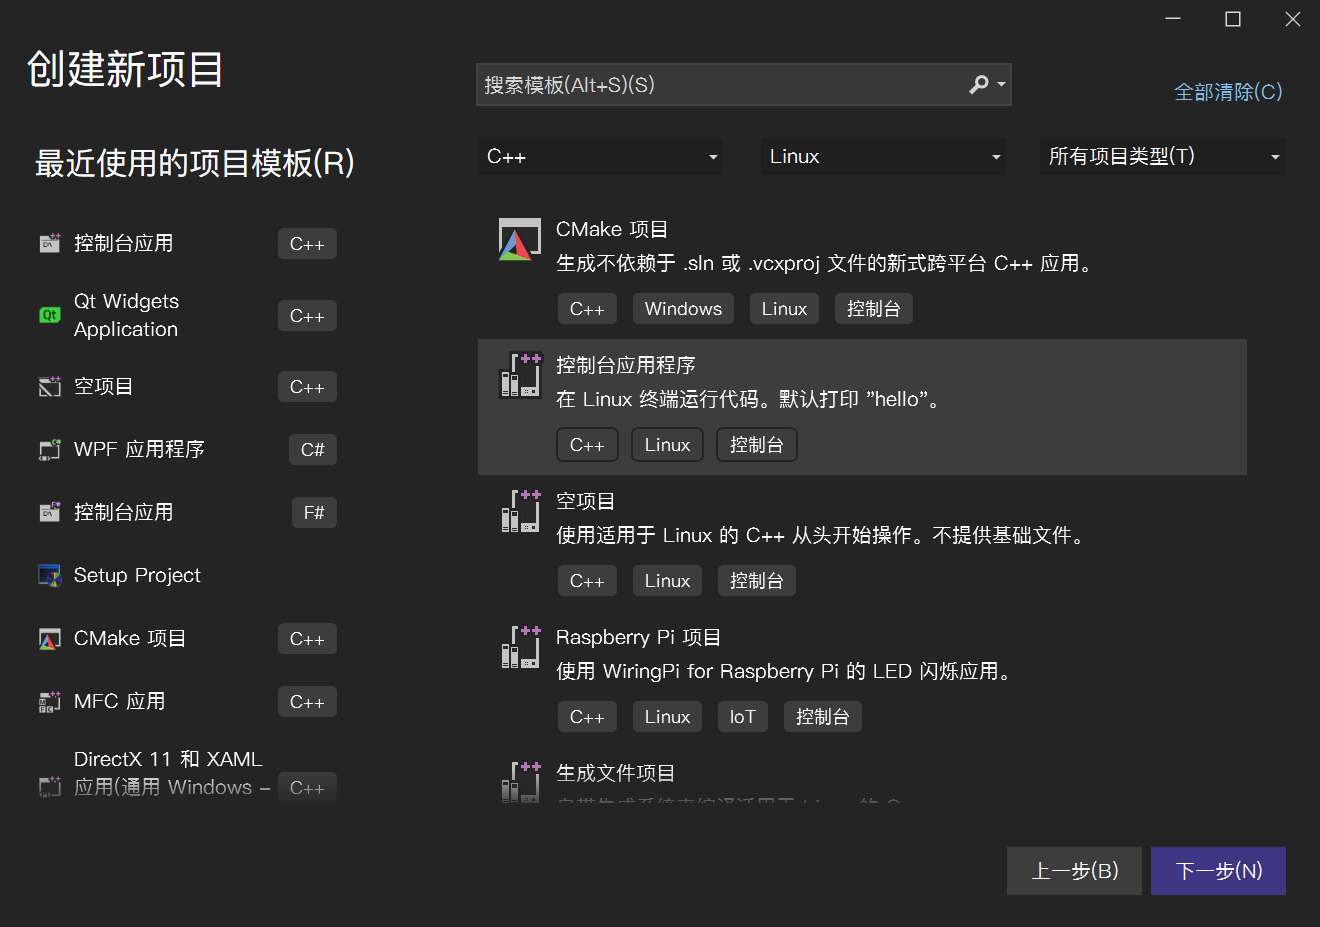 创建新项目
搜索模板(Alt+S)(S)
全部清除(C)
最近使用的项目模板(R)
C++
Linux
所有项目类型(T)
控制台应用
C++
Qt Widgets
Application
C++
空项目
C++
WPF 应用程序
C#
控制台应用
F#
Setup Project
CMake 项目
C++
MFC 应用
C++
DirectX 11 和 XAML
应用(通用 Windows –
C++
CMake 项目
生成不依赖于 .sln 或 .vcxproj 文件的新式跨平台 C++ 应用。
C++ Windows Linux 控制台
控制台应用程序
在 Linux 终端运行代码。默认打印 "hello"。
C++ Linux 控制台
空项目
使用适用于 Linux 的 C++ 从头开始操作。不提供基础文件。
C++ Linux 控制台
Raspberry Pi 项目
使用 WiringPi for Raspberry Pi 的 LED 闪烁应用。
C++ Linux IoT 控制台
生成文件项目
上一步(B)
下一步(N)